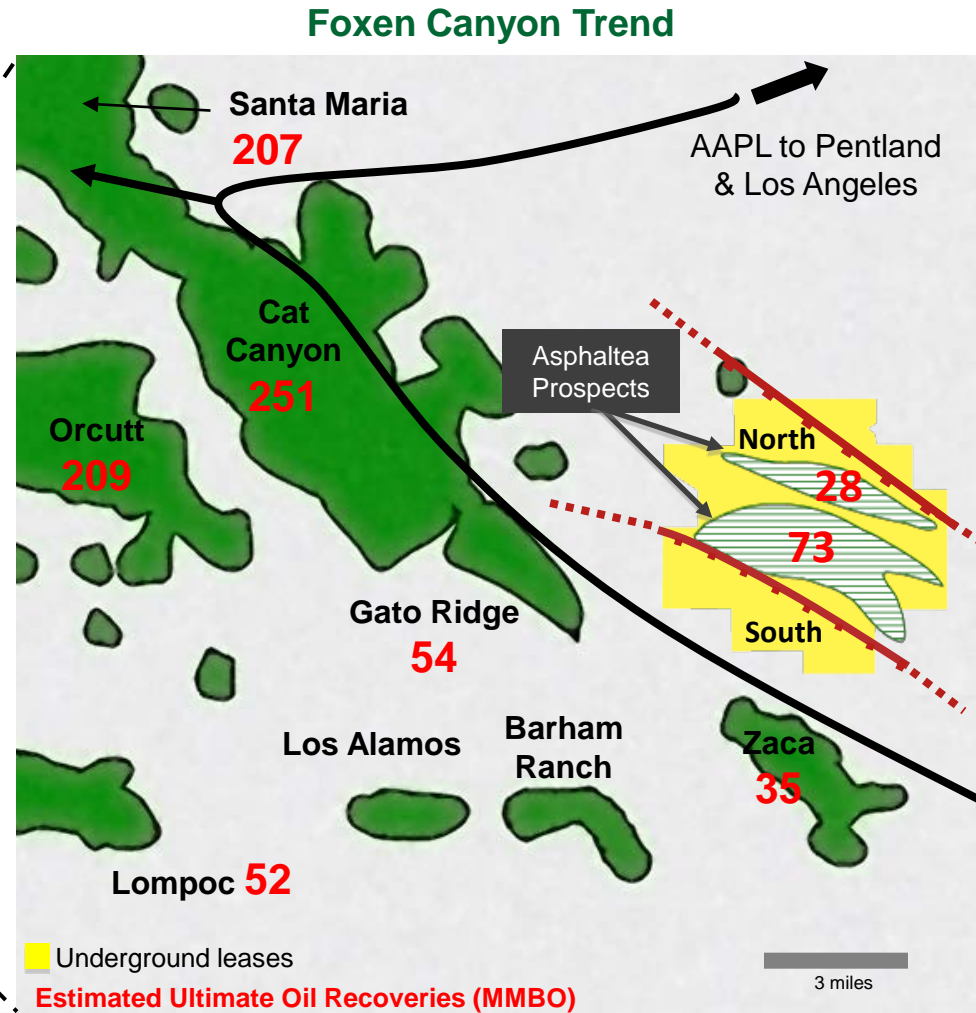 Foxen Canyon Trend
Santa Maria
207
AAPL to Pentland
& Los Angeles
Cat
Canyon
251
Asphaltea
Prospects
Orcutt
209
North
28
73
South
Gato Ridge
54
Los Alamos
Barham
Ranch
Zaca
35
Lompoc 52
Underground leases
3 miles
Estimated Ultimate Oil Recoveries (MMBO)